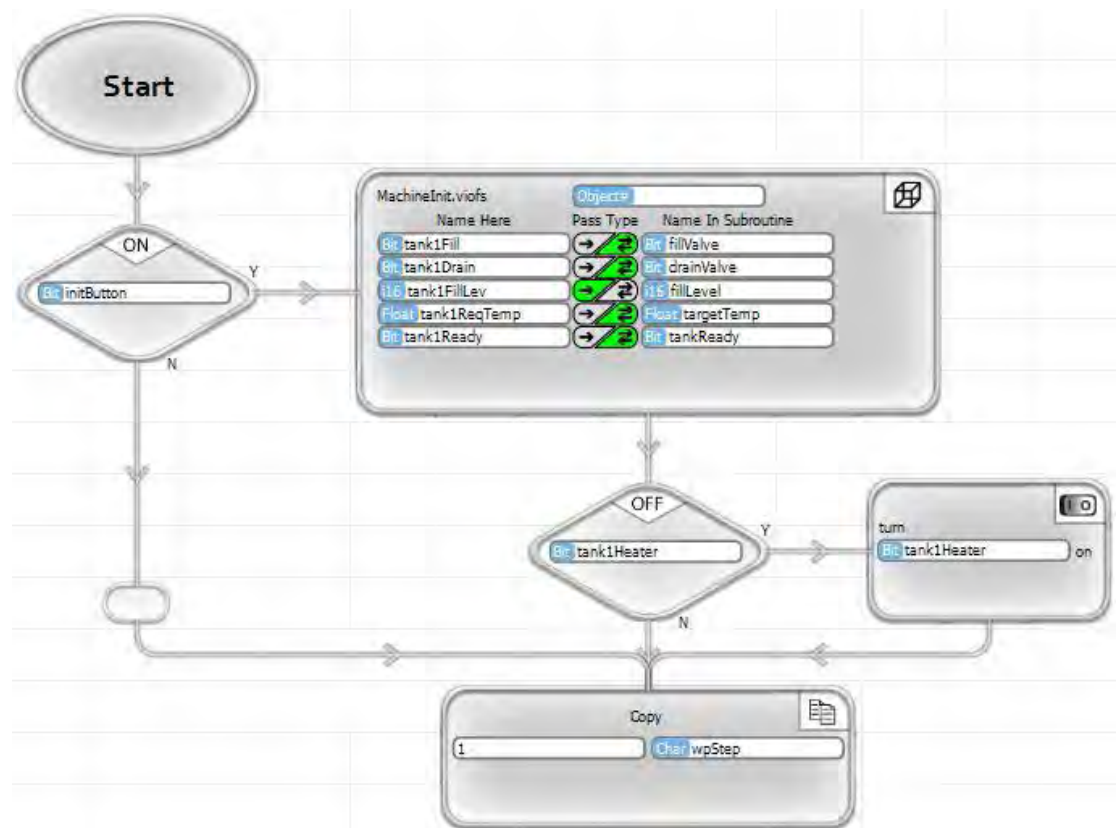 Start
ON
Bit initButton
Y
N
MachineInit.viofs Object#
Name Here Pass Type Name In Subroutine
Bit tank1Fill Bit fillValve
Bit tank1Drain Bit drainValve
i16 tank1FillLev i16 fillLevel
Float tank1ReqTemp Float targetTemp
Bit tank1Ready Bit tankReady
OFF
Bit tank1Heater
Y
N
I O
turn
Bit tank1Heater on
Copy
1 Char wpStep